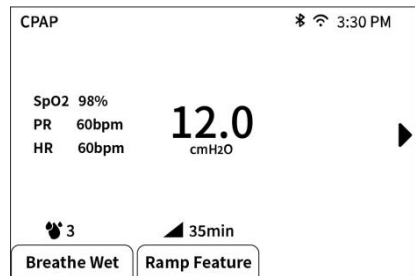 CPAP 3:30 PM
SpO2 98%
PR 60bpm
HR 60bpm
12.0
cmH2O
3 35min
Breathe Wet Ramp Feature